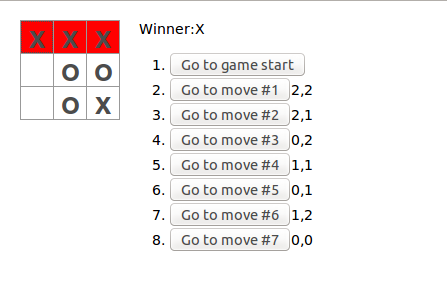 X X X
O O
O X
Winner:X
1. Go to game start
2. Go to move #1 2,2
3. Go to move #2 2,1
4. Go to move #3 0,2
5. Go to move #4 1,1
6. Go to move #5 0,1
7. Go to move #6 1,2
8. Go to move #7 0,0